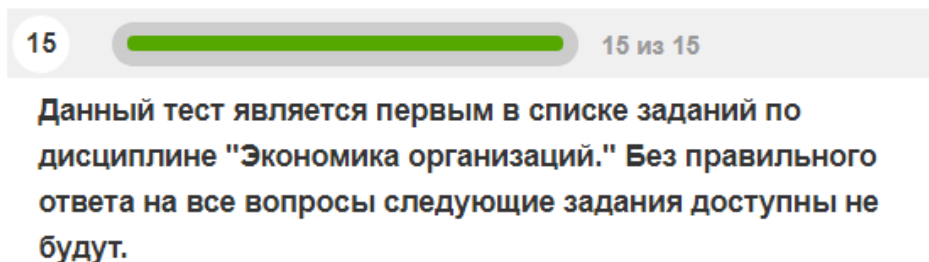 15
15 из 15
Данный тест является первым в списке заданий по
дисциплине "Экономика организаций." Без правильного
ответа на все вопросы следующие задания доступны не
будут.